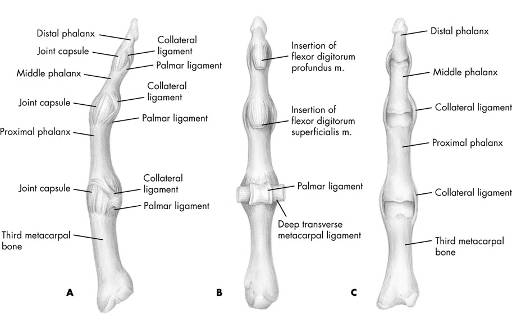 Distal phalanx
Joint capsule
Middle phalanx
Joint capsule
Proximal phalanx
Joint capsule
Third metacarpal
bone
Collateral
ligament
Palmar ligament
Collateral
ligament
Palmar ligament
Collateral
ligament
Palmar ligament
A
Insertion of
flexor digitorum
profundus m.
Insertion of
flexor digitorum
superficialis m.
Palmar ligament
Deep transverse
metacarpal ligament
B
Distal phalanx
Middle phalanx
Collateral ligament
Proximal phalanx
Collateral ligament
Third metacarpal
bone
C